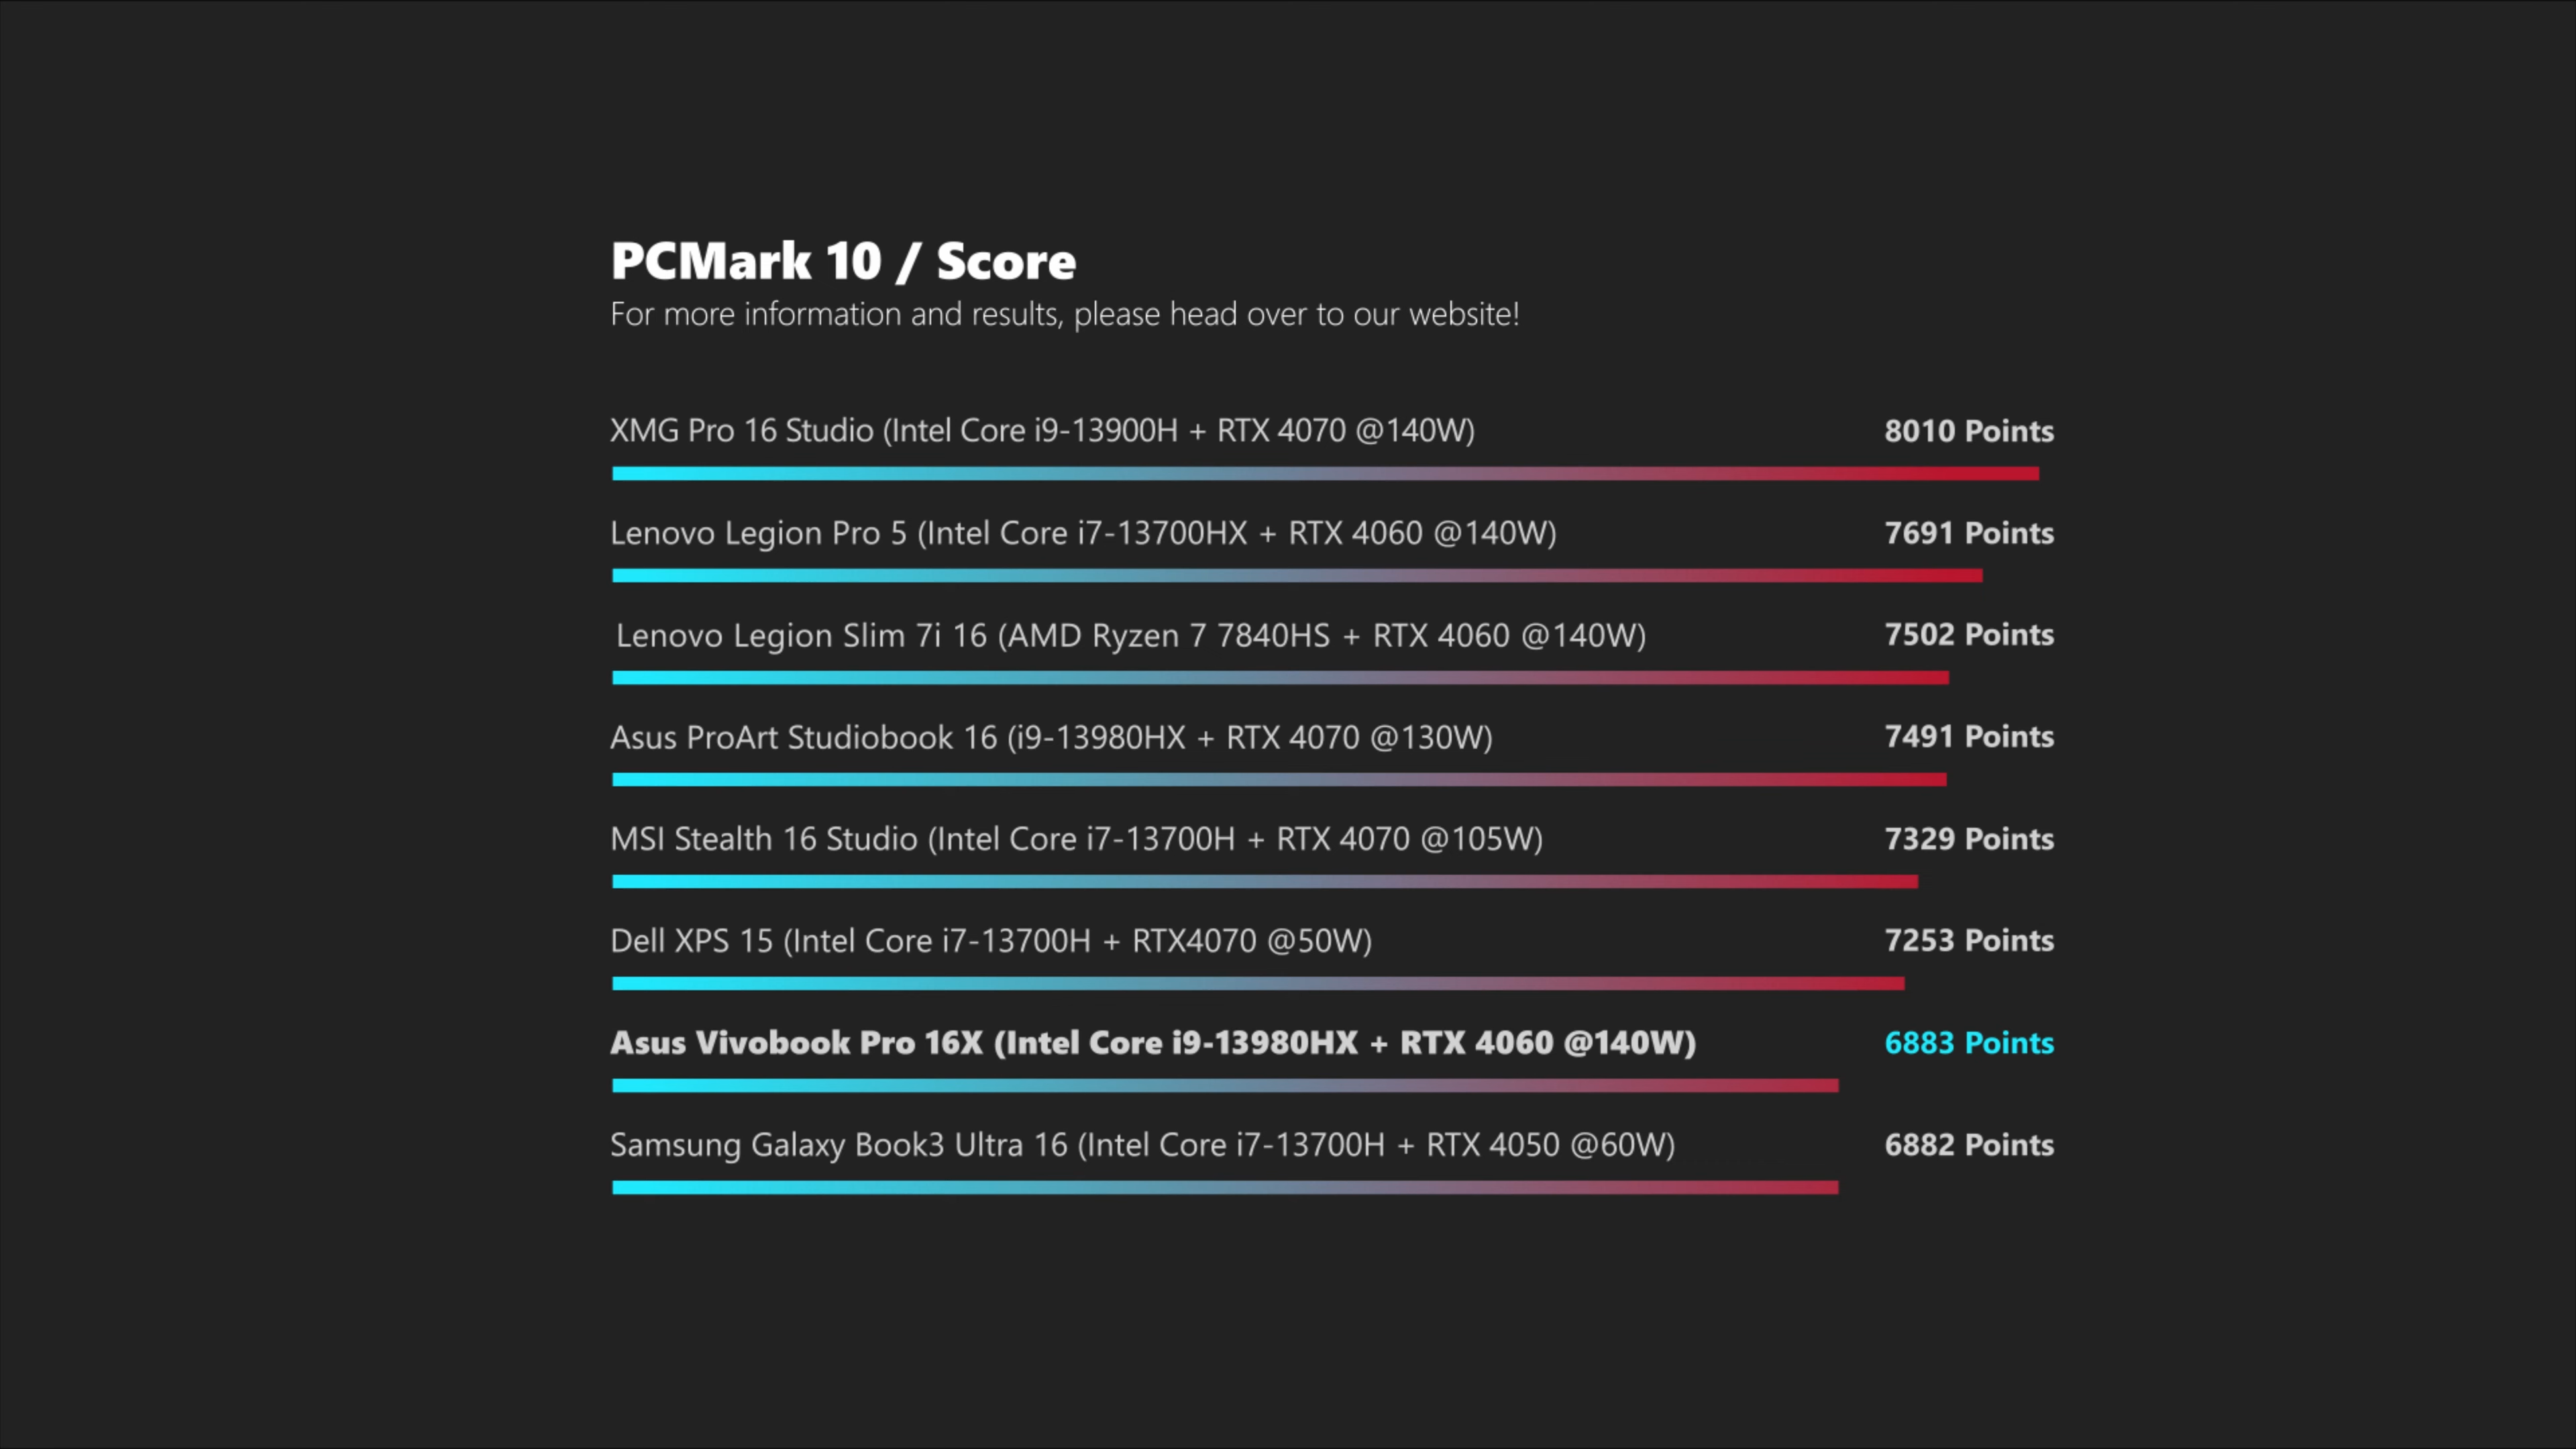 PCMark 10 / Score
For more information and results, please head over to our website!
XMG Pro 16 Studio (Intel Core i9-13900H + RTX 4070 @140W) 8010 Points
Lenovo Legion Pro 5 (Intel Core i7-13700HX + RTX 4060 @140W) 7691 Points
Lenovo Legion Slim 7i 16 (AMD Ryzen 7 7840HS + RTX 4060 @140W) 7502 Points
Asus ProArt Studiobook 16 (i9-13980HX + RTX 4070 @130W) 7491 Points
MSI Stealth 16 Studio (Intel Core i7-13700H + RTX 4070 @105W) 7329 Points
Dell XPS 15 (Intel Core i7-13700H + RTX4070 @50W) 7253 Points
Asus Vivobook Pro 16X (Intel Core i9-13980HX + RTX 4060 @140W) 6883 Points
Samsung Galaxy Book3 Ultra 16 (Intel Core i7-13700H + RTX 4050 @60W) 6882 Points